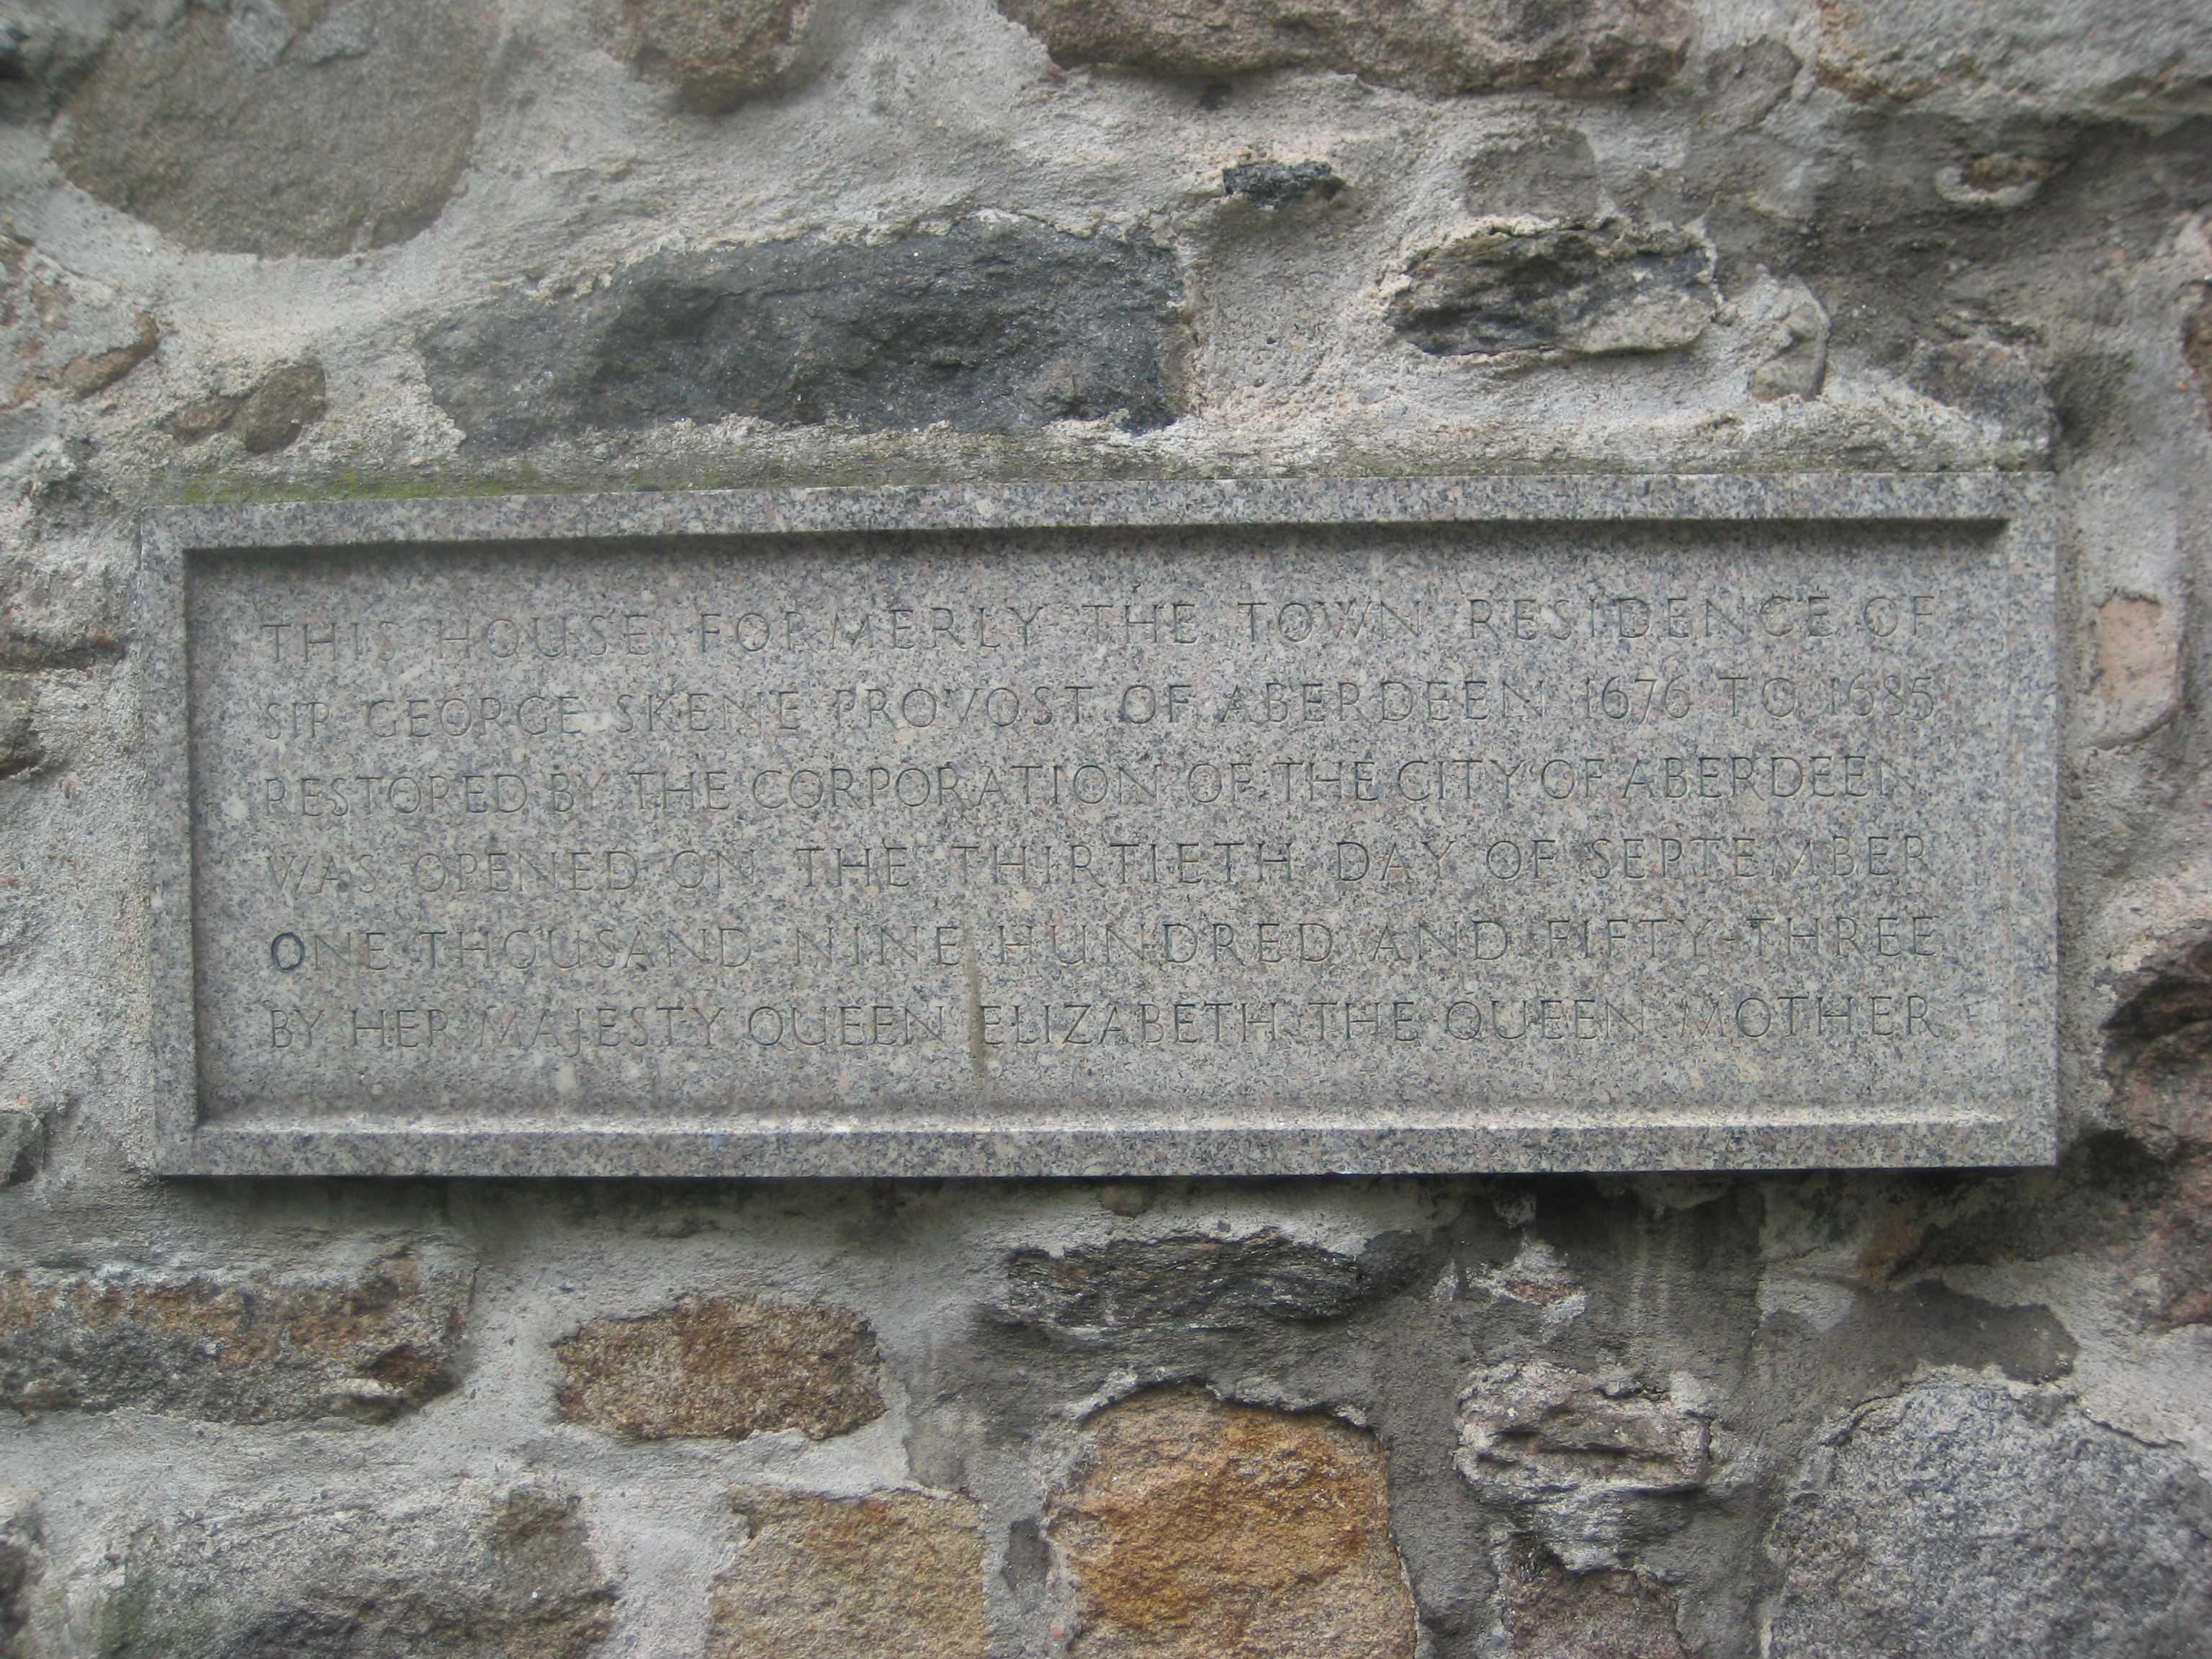 THIS HOUSE FORMERLY THE TOWN RESIDENCE OF
SIR GEORGE SKENE PROVOST OF ABERDEEN 1676 TO 1685
RESTORED BY THE CORPORATION OF THE CITY OF ABERDEEN
WAS OPENED ON THE THIRTIETH DAY OF SEPTEMBER
ONE THOUSAND NINE HUNDRED AND FIFTY-THREE
BY HER MAJESTY QUEEN ELIZABETH THE QUEEN MOTHER